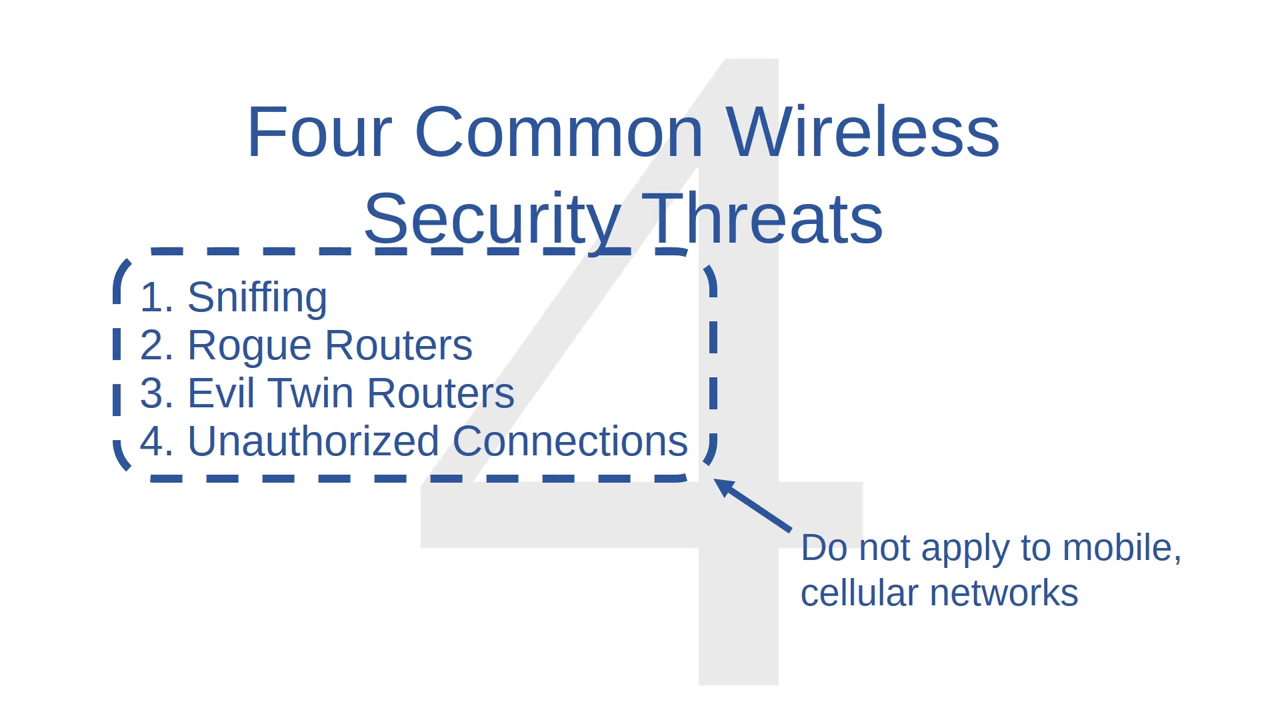 Four Common Wireless
Security Threats
1. Sniffing
2. Rogue Routers
3. Evil Twin Routers
4. Unauthorized Connections
Do not apply to mobile,
cellular networks
4